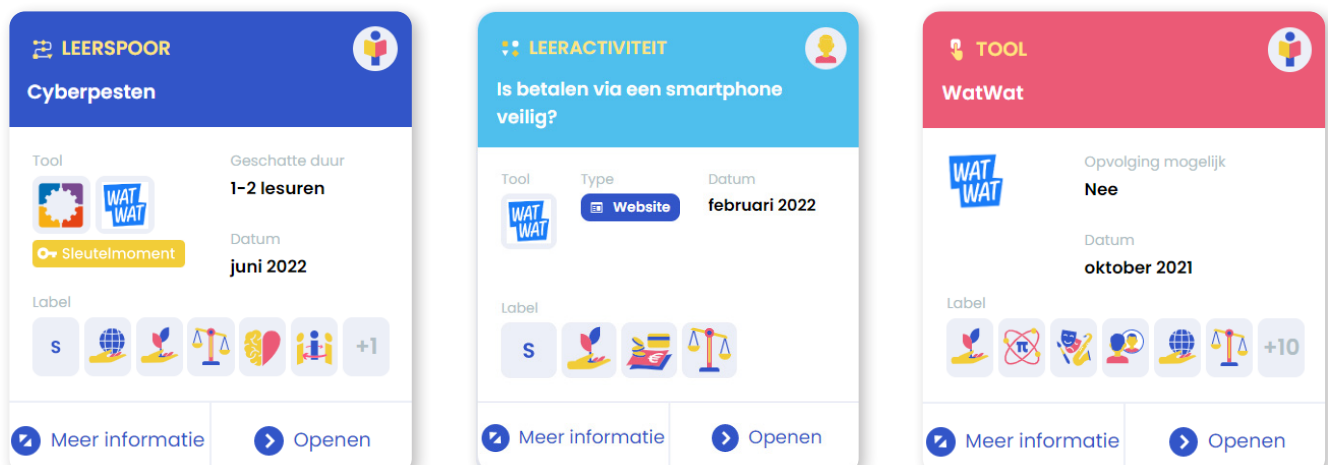 LEERSPOOR
Cyberpesten
Tool
Geschatte duur
WAT
WAT
1-2 lesuren
Sleutelmoment
Datum
juni 2022
Label
S
+1
Meer informatie
Openen
LEERACTIVITEIT
Is betalen via een smartphone
veilig?
Tool
Type
Datum
WAT
WAT
Website
februari 2022
Label
S
€
Meer informatie
Openen
TOOL
WatWat
WAT
WAT
Opvolging mogelijk
Nee
Datum
oktober 2021
Label
π
+10
Meer informatie
Openen